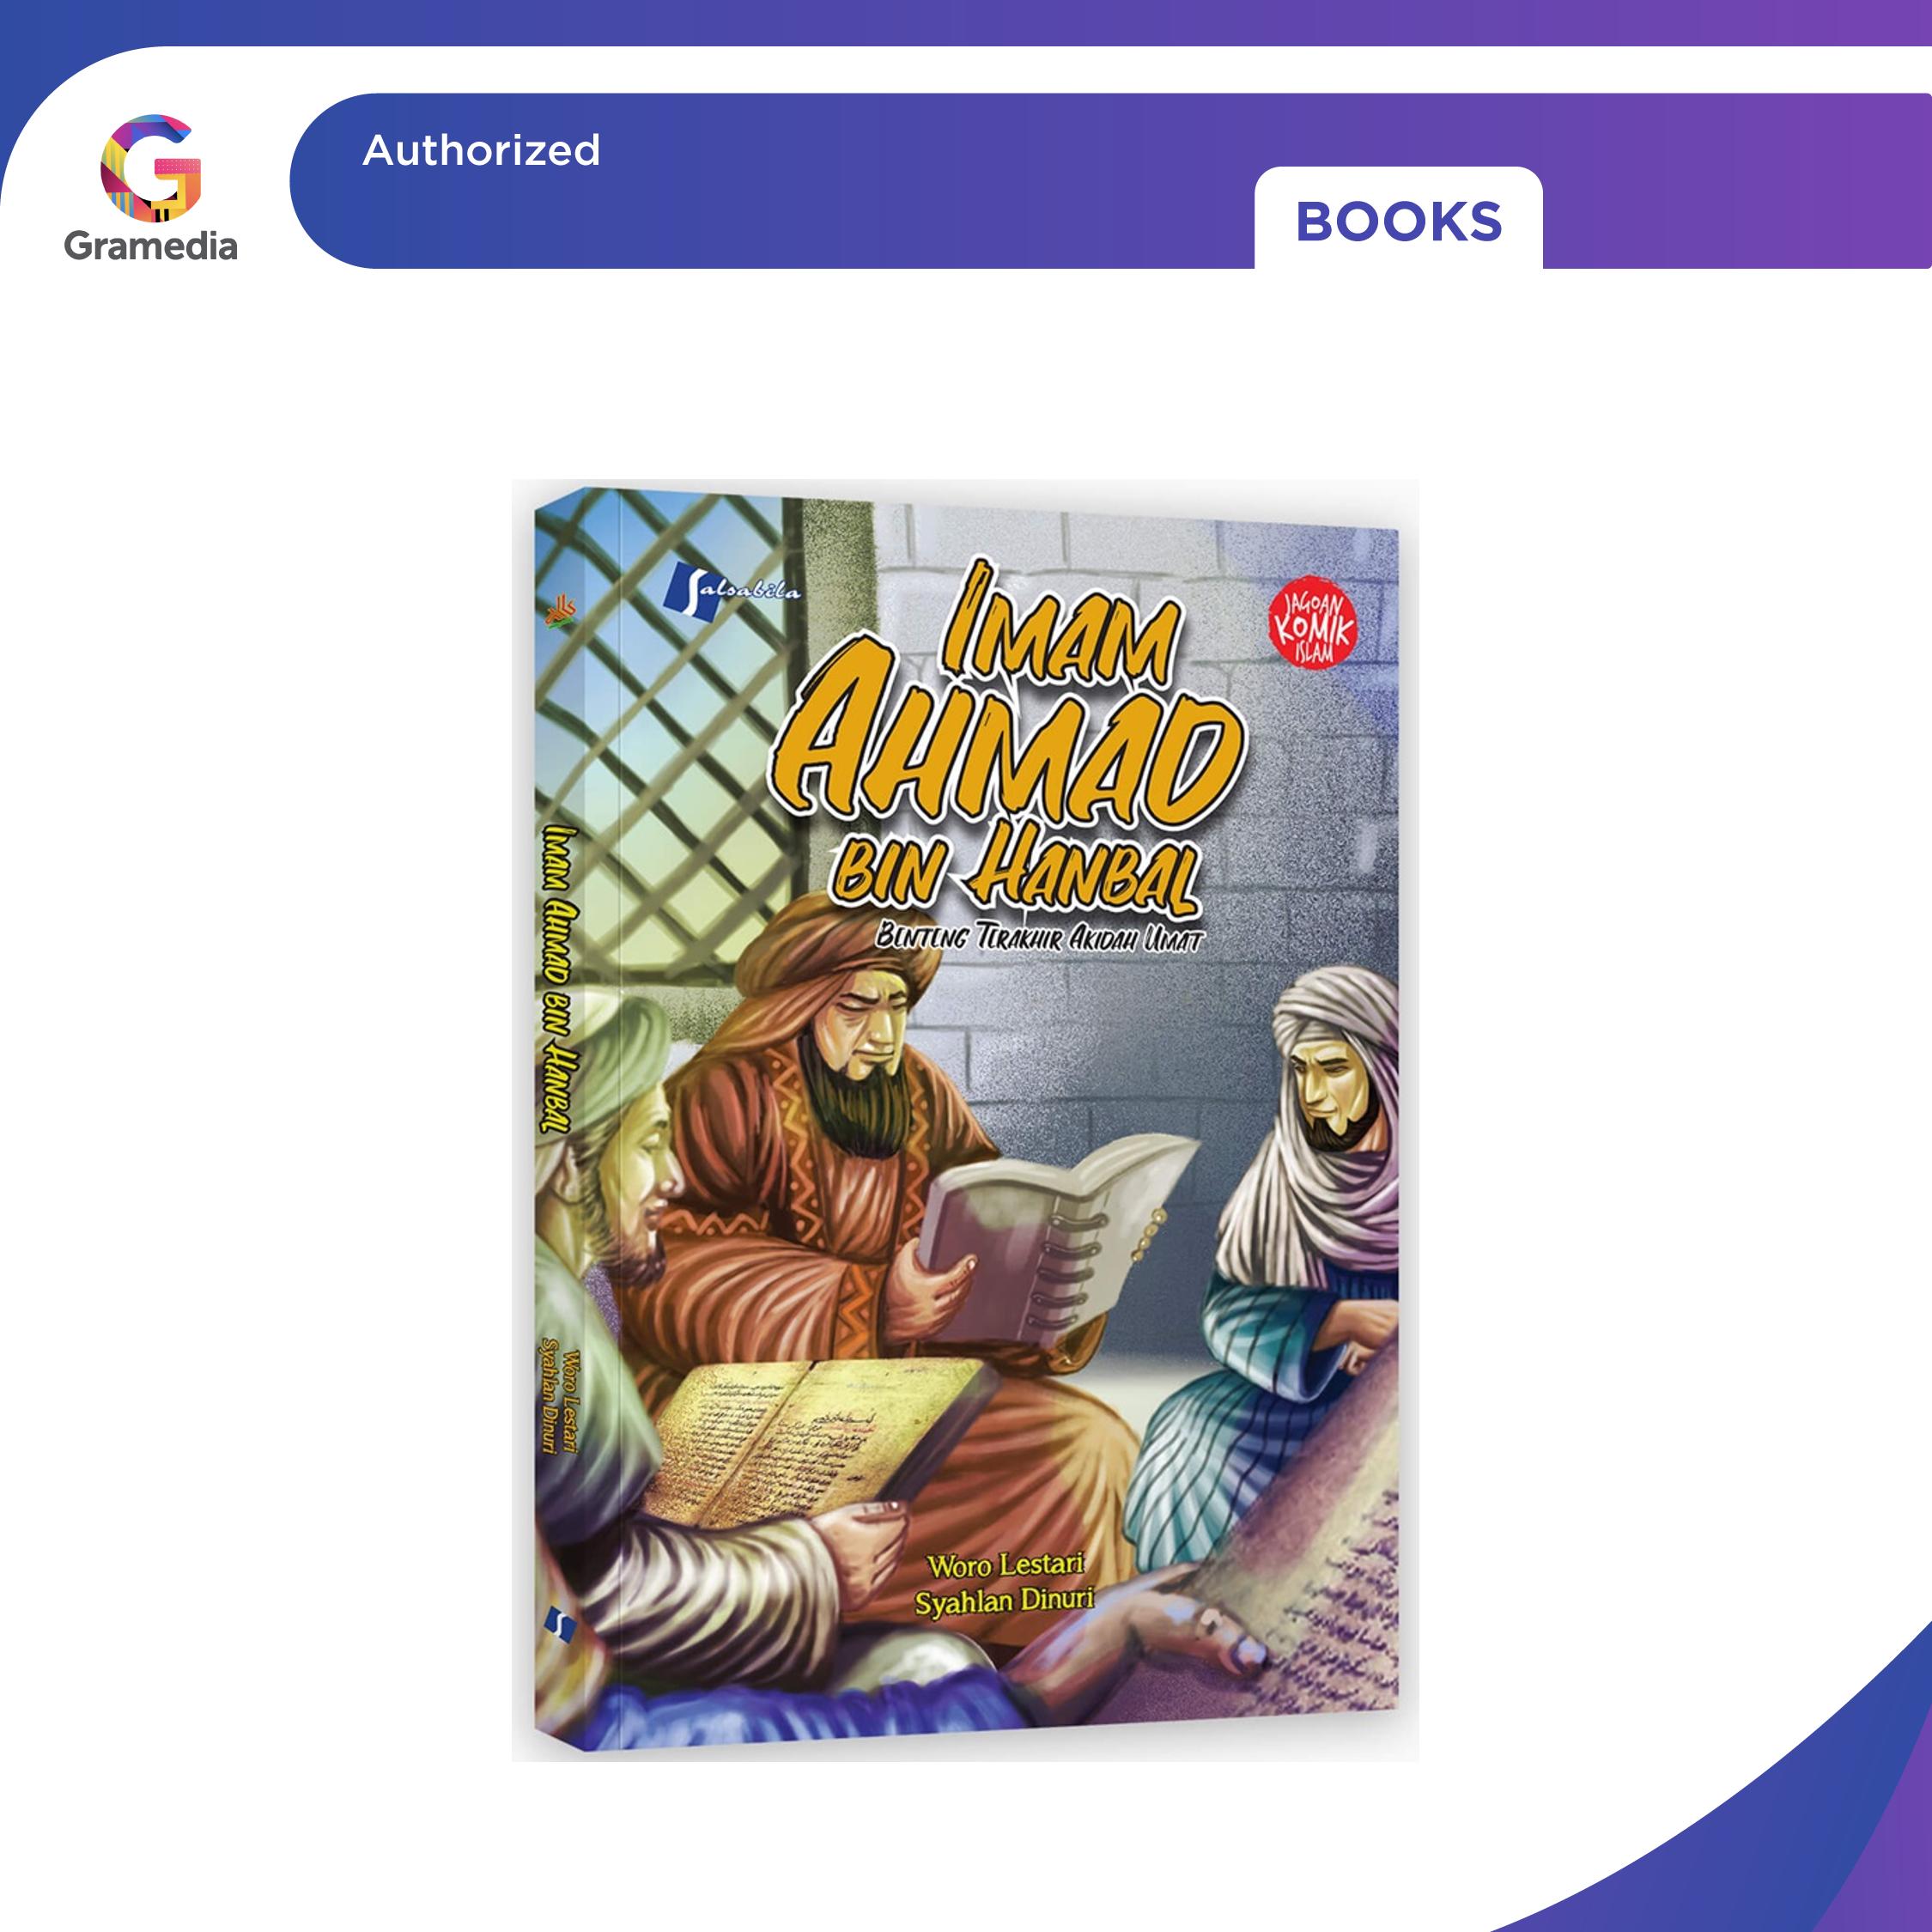 Gramedia
Authorized
BOOKS
Salsabila
JAGOAN
KOMIK
ISLAM
IMAM
AHMAD
BIN HANBAL
BENTENG TERAKHIR AKIDAH UMAT
IMAM AHMAD BIN HANBAL
Woro Lestari
Syahlan Dinuri
Woro Lestari
Syahlan Dinuri